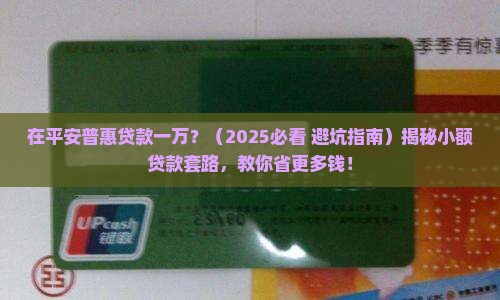 季季有惊
在平安普惠贷款一万？（2025必看 避坑指南）揭秘小额
贷款套路，教你省更多钱！
UPcash
银联